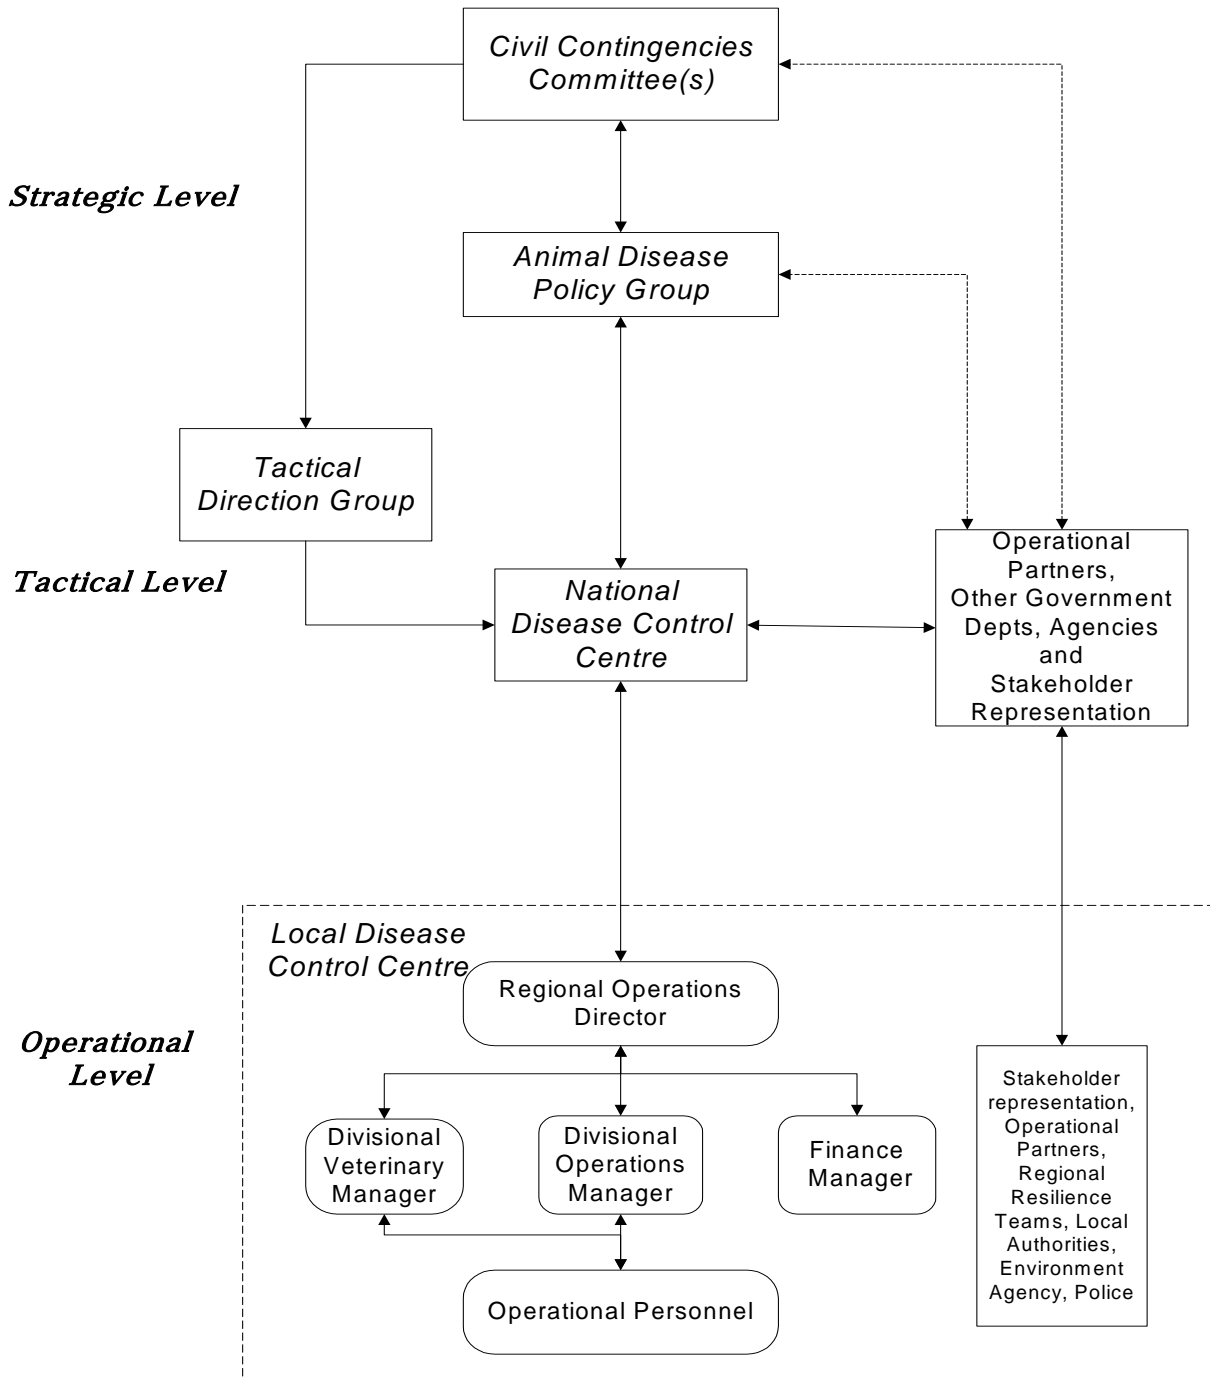 Civil Contingencies
Committee(s)
Strategic Level
Animal Disease
Policy Group
Tactical
Direction Group
Tactical Level
National
Disease Control
Centre
Operational
Partners,
Other Government
Depts, Agencies
and
Stakeholder
Representation
Local Disease
Control Centre
Regional Operations
Director
Operational
Level
Divisional
Veterinary
Manager
Divisional
Operations
Manager
Finance
Manager
Stakeholder
representation,
Operational
Partners,
Regional
Resilience
Teams, Local
Authorities,
Environment
Agency, Police
Operational Personnel